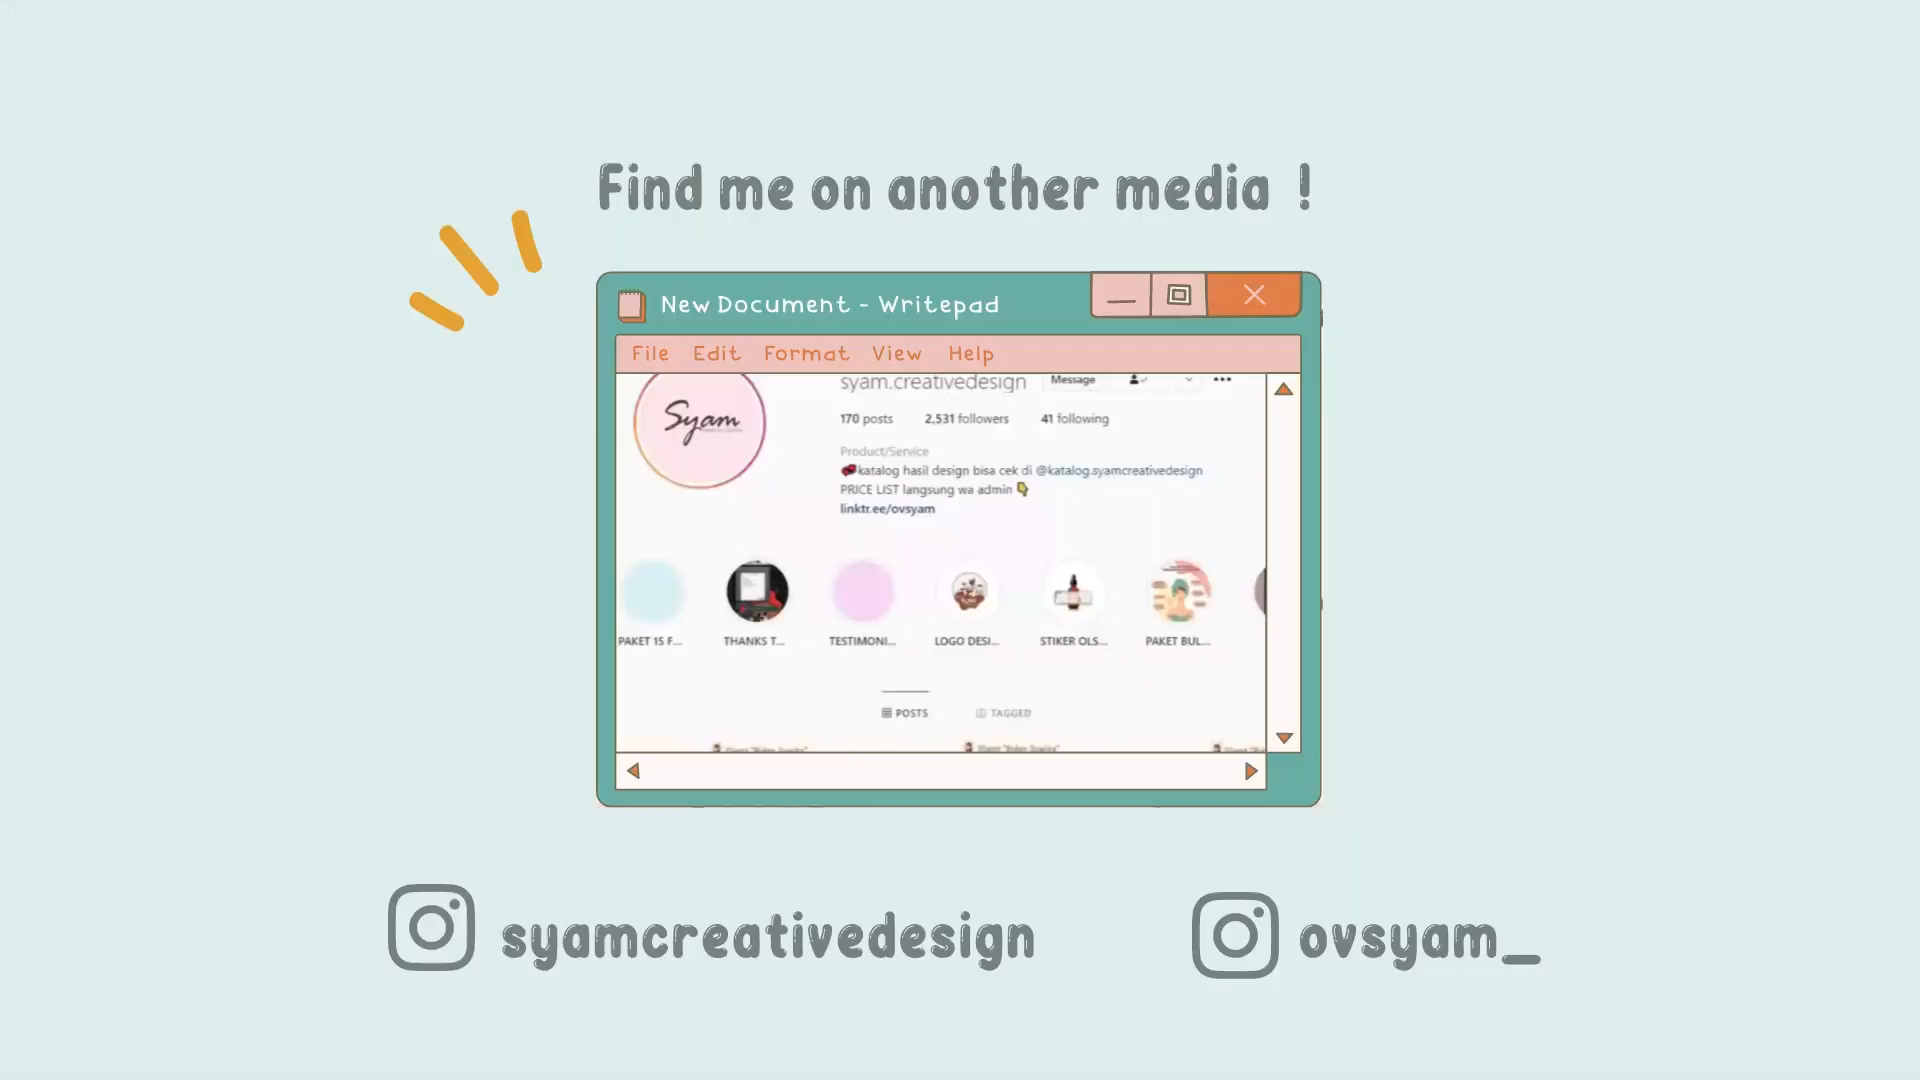 Find me on another media !
New Document - Writepad
File Edit Format View Help
Syam
syam.creativedesign Message
170 posts 2,531 followers 41 following
Product/Service
katalog hasil design bisa cek di @katalog.syamcreativedesign
PRICE LIST langsung wa admin
linktr.ee/ovsyam
PAKET 15 F... THANKS T... TESTIMONI... LOGO DESI... STIKER OLS... PAKET BUL...
POSTS TAGGED
syamcreativedesign
ovsyam_